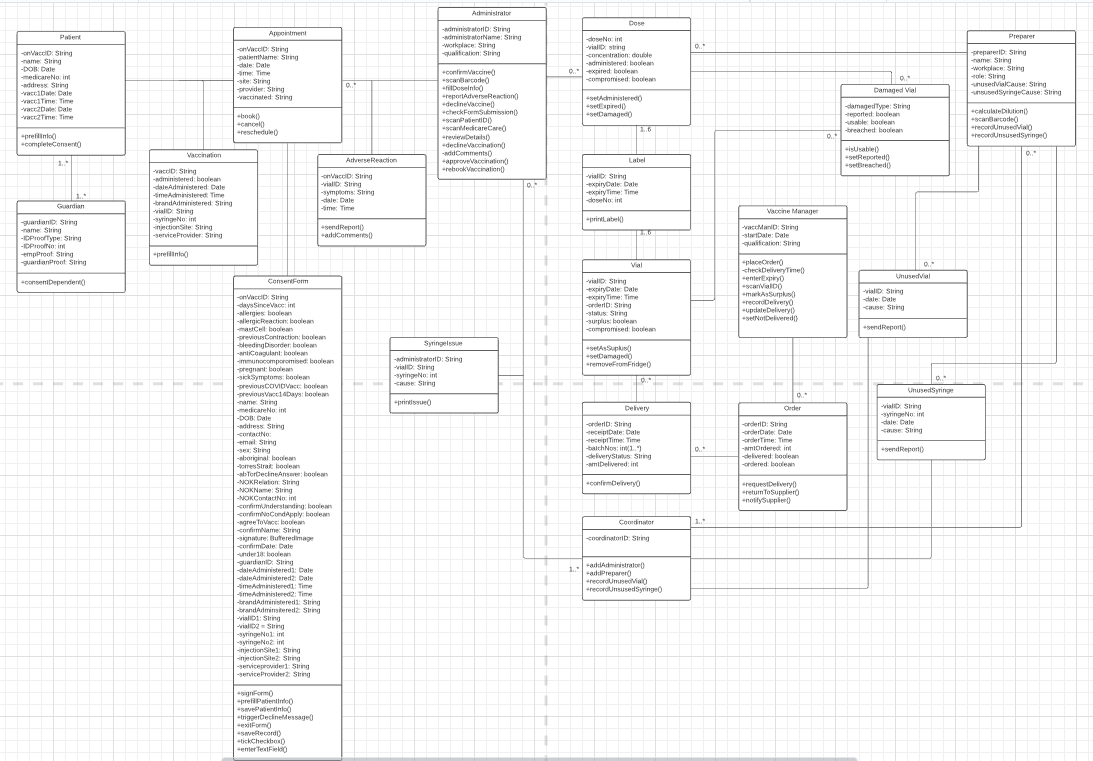 Patient
-onVaccID: String
-name: String
-DOB: Date
-medicareNo: int
-address: String
-vacc1Date: Date
-vacc1Time: Time
-vacc2Date: Date
-vacc2Time: Time
+prefillInfo()
+completeConsent()
1..*
1..*
Guardian
-guardianID: String
-name: String
-IDProofType: String
-IDProofNo: int
-empProof: String
-guardianProof: String
+consentDependent()
Vaccination
-vaccID: String
-administered: boolean
-dateAdministered: Date
-timeAdministered: Time
-brandAdministered: String
-vialID: String
-syringeNo: int
-injectionSite: String
-serviceProvider: String
+prefillInfo()
Appointment
-onVaccID: String
-patientName: String
-date: Date
-time: Time
-site: String
-provider: String
-vaccinated: String
+book()
+cancel()
+reschedule()
0..*
AdverseReaction
-onVaccID: String
-vialID: String
-symptoms: String
-date: Date
-time: Time
+sendReport()
+addComments()
ConsentForm
-onVaccID: String
-daysSinceVacc: int
-allergies: boolean
-allergicReaction: boolean
-mastCell: boolean
-previousContraction: boolean
-bleedingDisorder: boolean
-antiCoagulant: boolean
-immunocomporomised: boolean
-pregnant: boolean
-sickSymptoms: boolean
-previousCOVIDVacc: boolean
-previousVacc14Days: boolean
-name: String
-medicareNo: int
-DOB: Date
-address: String
-contactNo:
-email: String
-sex: String
-aboriginal: boolean
-torresStrait: boolean
-abTorDeclineAnswer: boolean
-NOKRelation: String
-NOKName: String
-NOKContactNo: int
-confirmUnderstanding: boolean
-confirmNoCondApply: boolean
-agreeToVacc: boolean
-confirmName: String
-signature: BufferedImage
-confirmDate: Date
-under18: boolean
-guardianID: String
-dateAdministered1: Date
-dateAdministered2: Date
-timeAdministered1: Time
-timeAdministered2: Time
-brandAdministered1: String
-brandAdminsitered2: String
-vialID1: String
-vialID2 = String
-syringeNo1: int
-syringeNo2: int
-injectionSite1: String
-injectionSite2: String
-serviceprovider1: String
-serviceProvider2: String
+signForm()
+prefillPatientInfo()
+savePatientInfo()
+triggerDeclineMessage()
+exitForm()
+saveRecord()
+tickCheckbox()
+enterTextField()
Administrator
-administratorID: String
-administratorName: String
-workplace: String
-qualification: String
+confirmVaccine()
+scanBarcode()
+fillDoseInfo()
+reportAdverseReaction()
+declineVaccine()
+checkFormSubmission()
+scanPatientID()
+scanMedicareCare()
+reviewDetails()
+declineVaccination()
-addComments()
+approveVaccination()
+rebookVaccination()
0..*
0..*
SyringeIssue
-administratorID: String
-vialID: String
-syringeNo: int
-cause: String
+printIssue()
Dose
-doseNo: int
-vialID: string
-concentration: double
-administered: boolean
-expired: boolean
-compromised: boolean
+setAdministered()
+setExpired()
+setDamaged()
0..*
1..6
Label
-vialID: String
-expiryDate: Date
-expiryTime: Time
-doseNo: int
+printLabel()
1..6
Vial
-vialID: String
-expiryDate: Date
-expiryTime: Time
-orderID: String
-status: String
-surplus: boolean
-compromised: boolean
+setAsSuplus()
+setDamaged()
+removeFromFridge()
0..*
Delivery
-orderID: String
-receiptDate: Date
-receiptTime: Time
-batchNos: int(1..*)
-deliveryStatus: String
-amtDelivered: int
+confirmDelivery()
0..*
Coordinator
-coordinatorID: String
+addAdministrator()
+addPreparer()
+recordUnusedVial()
+recordUnsusedSyringe()
1..*
1..*
Vaccine Manager
-vaccManID: String
-startDate: Date
-qualification: String
+placeOrder()
-checkDeliveryTime()
+enterExpiry()
+scanVialID()
+markAsSurplus()
+recordDelivery()
+updateDelivery()
+setNotDelivered()
0..*
Order
-orderID: String
-orderDate: Date
-orderTime: Time
-amtOrdered: int
-delivered: boolean
-ordered: boolean
+requestDelivery()
+returnToSupplier()
+notifySupplier()
0..*
0..*
Damaged Vial
-damagedType: String
-reported: boolean
-usable: boolean
-breached: boolean
+isUsable()
+setReported()
+setBreached()
Preparer
-preparerID: String
-name: String
-workplace: String
-role: String
-unusedVialCause: String
-unsusedSyringeCause: String
+calculateDilution()
+scanBarcode()
+recordUnusedVial()
+recordUnusedSyringe()
0..*
0..*
UnusedVial
-vialID: String
-date: Date
-cause: String
+sendReport()
0..*
UnusedSyringe
-vialID: String
-syringeNo: int
-date: Date
-cause: String
+sendReport()